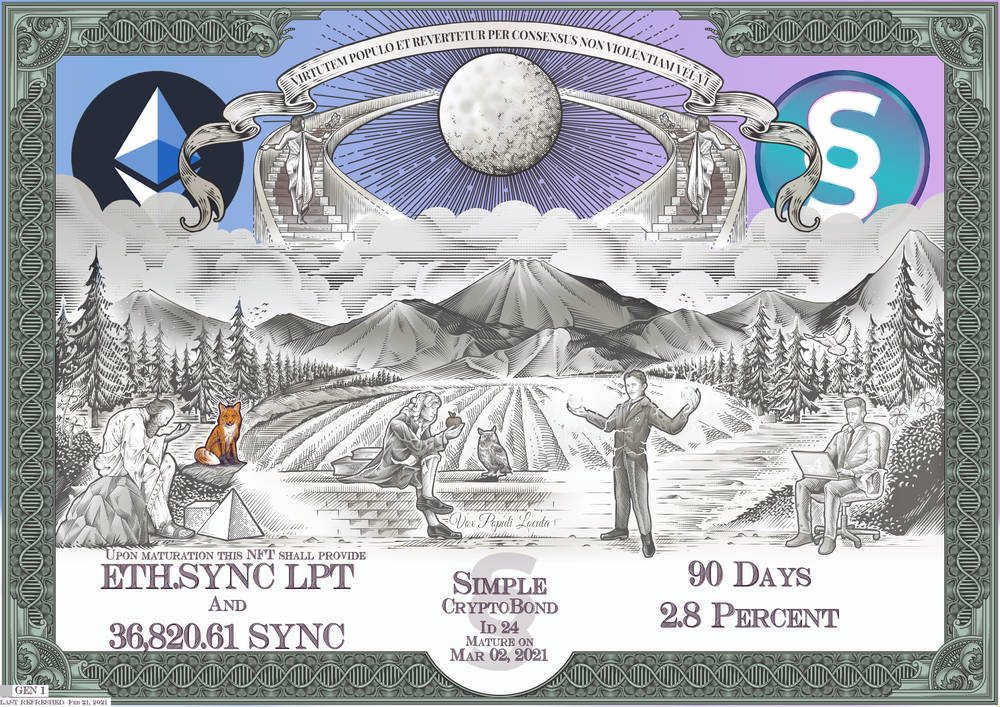 VIRTUTEM POPULO ET REVERTETUR PER CONSENSUS NON VIOLENTIAM VELAT
Vox Populi Locuta
Upon maturation this NFT shall provide
ETH.SYNC LPT
And
36,820.61 SYNC
Simple
CryptoBond
Id 24
Mature on
Mar 02, 2021
90 Days
2.8 Percent
GEN 1
Last Refreshed Feb 21, 2021